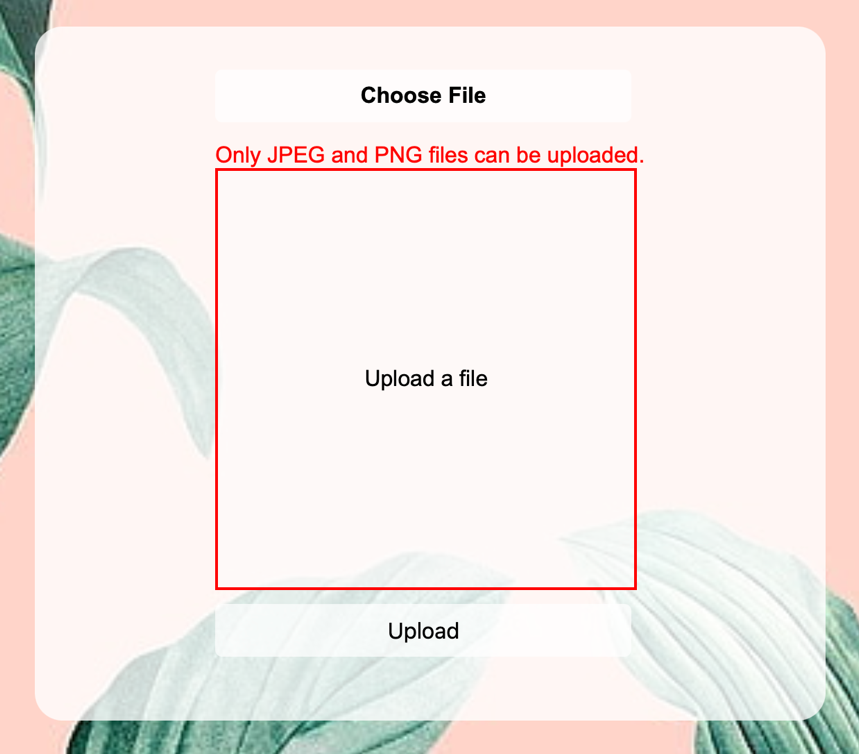 Choose File
Only JPEG and PNG files can be uploaded.
Upload a file
Upload